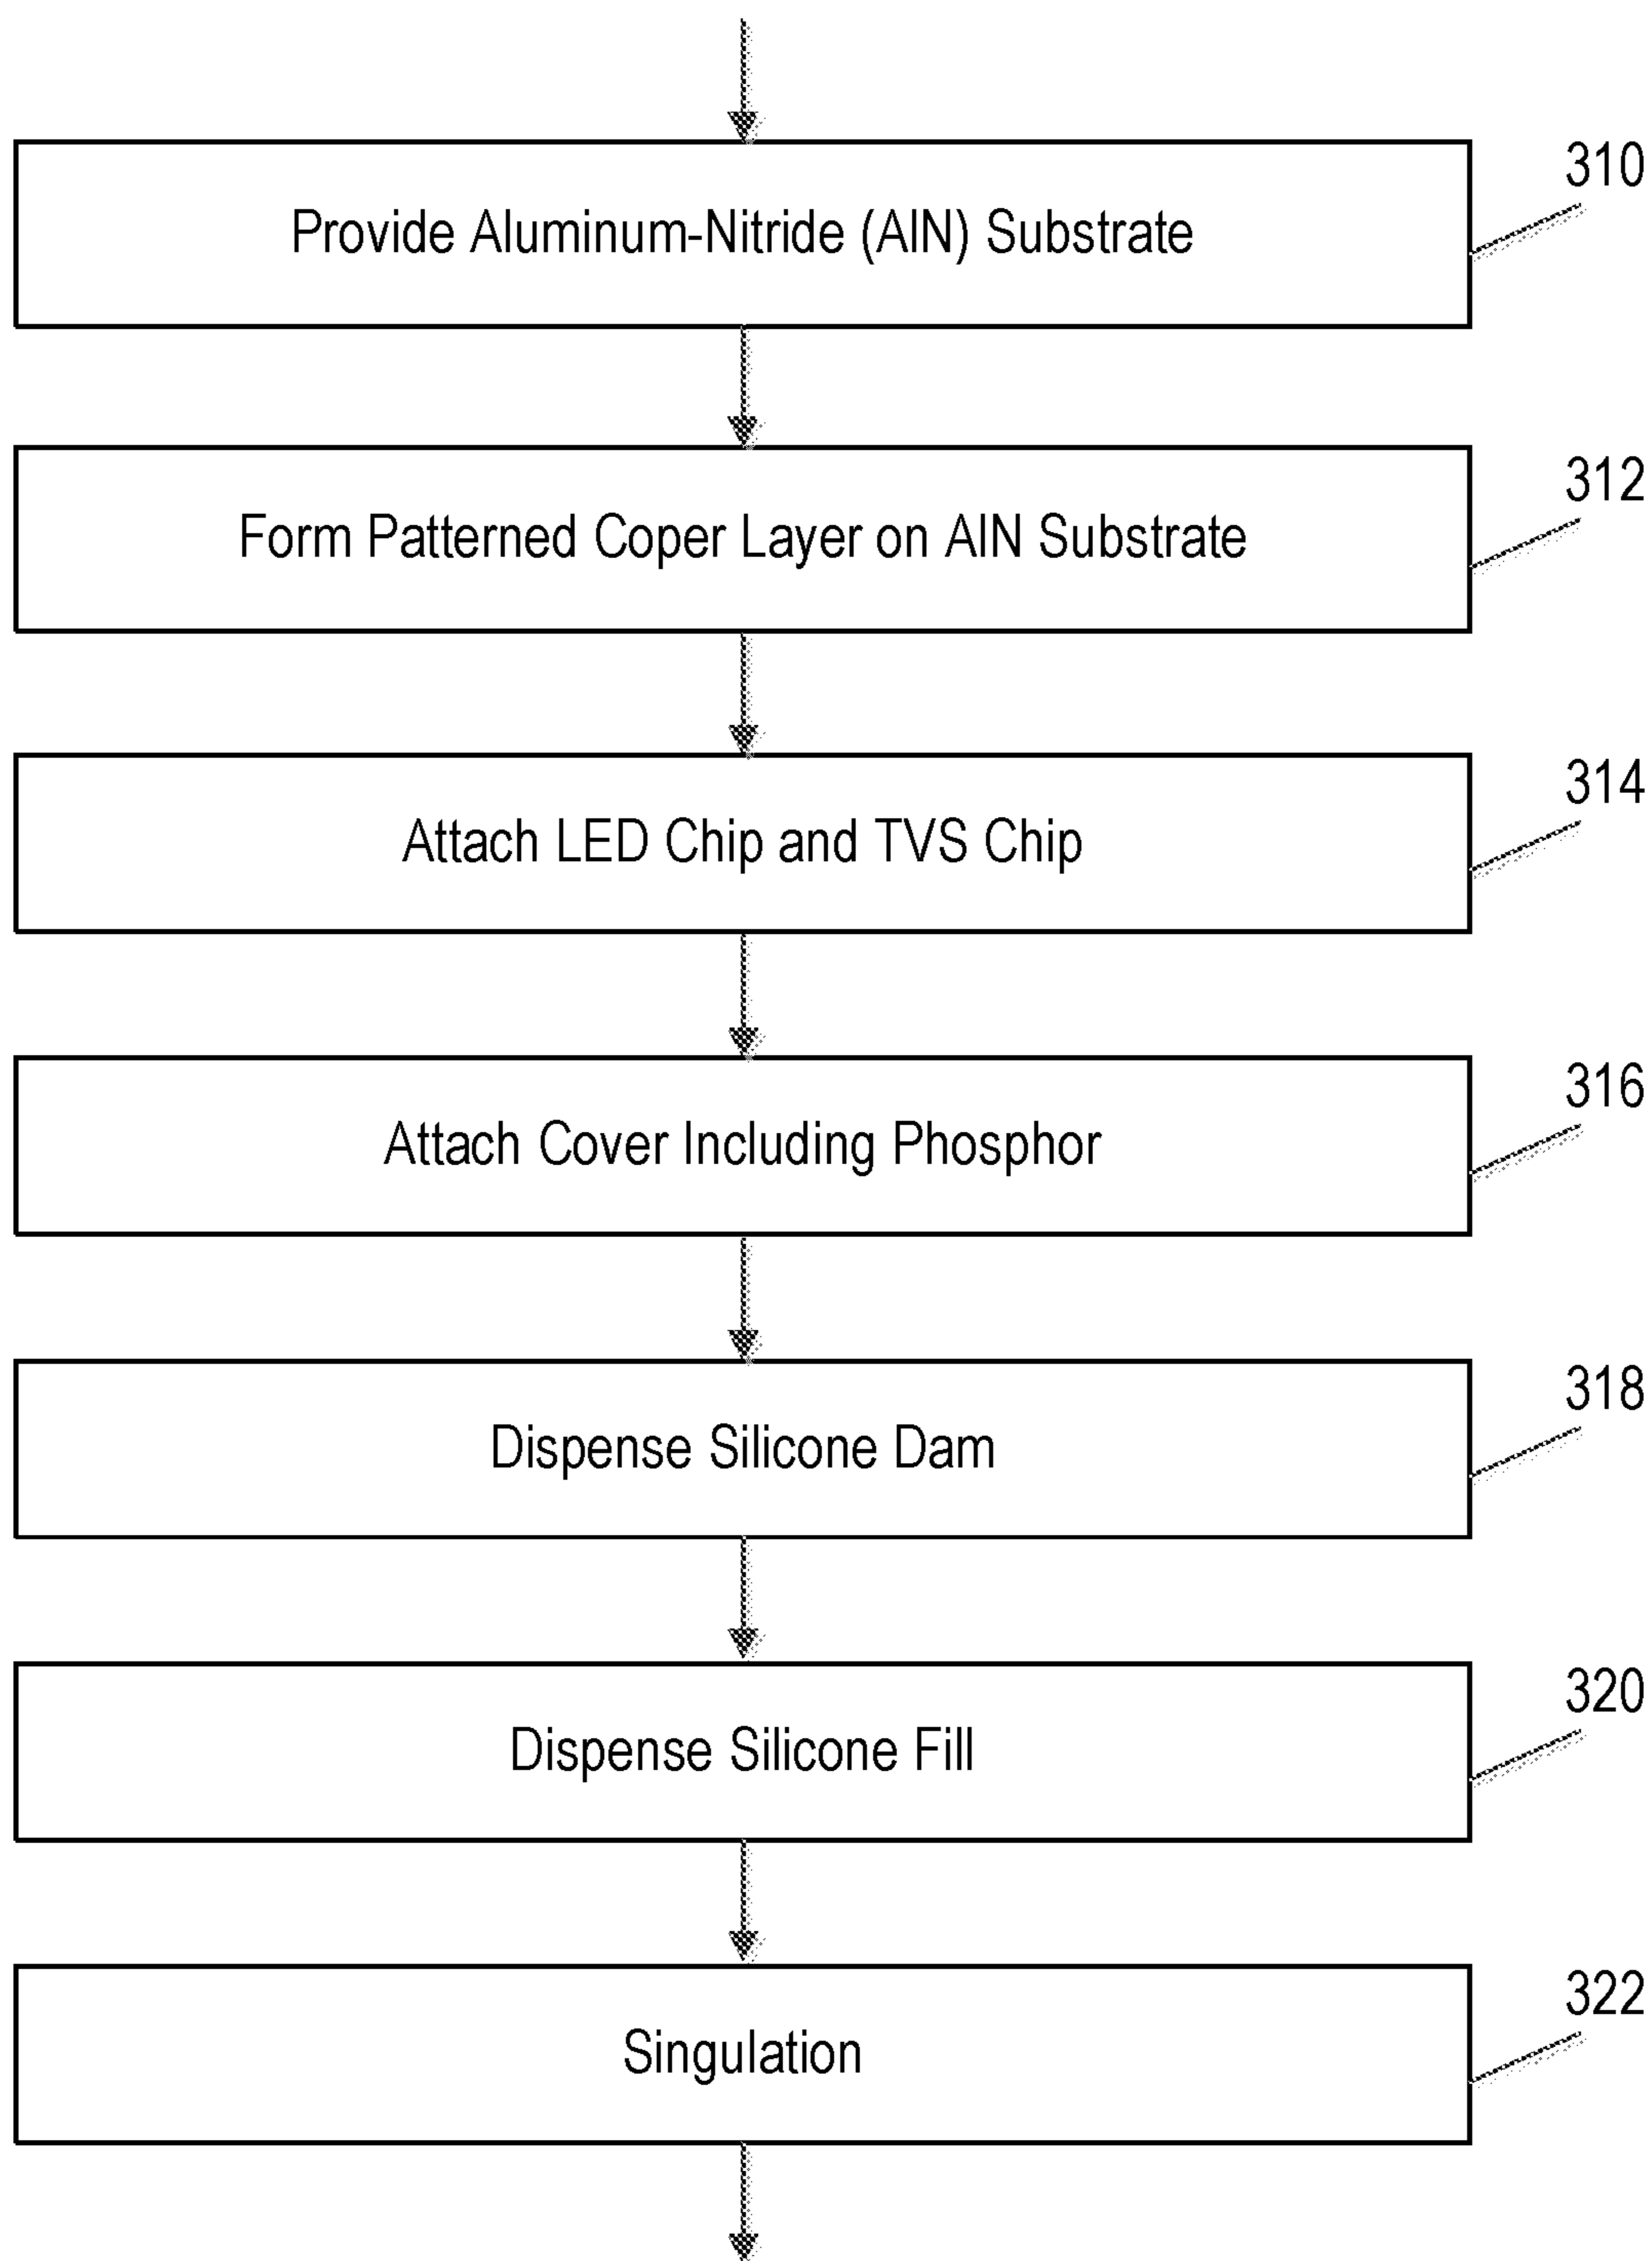 310
Provide Aluminum-Nitride (AlN) Substrate
312
Form Patterned Coper Layer on AlN Substrate
314
Attach LED Chip and TVS Chip
316
Attach Cover Including Phosphor
318
Dispense Silicone Dam
320
Dispense Silicone Fill
322
Singulation